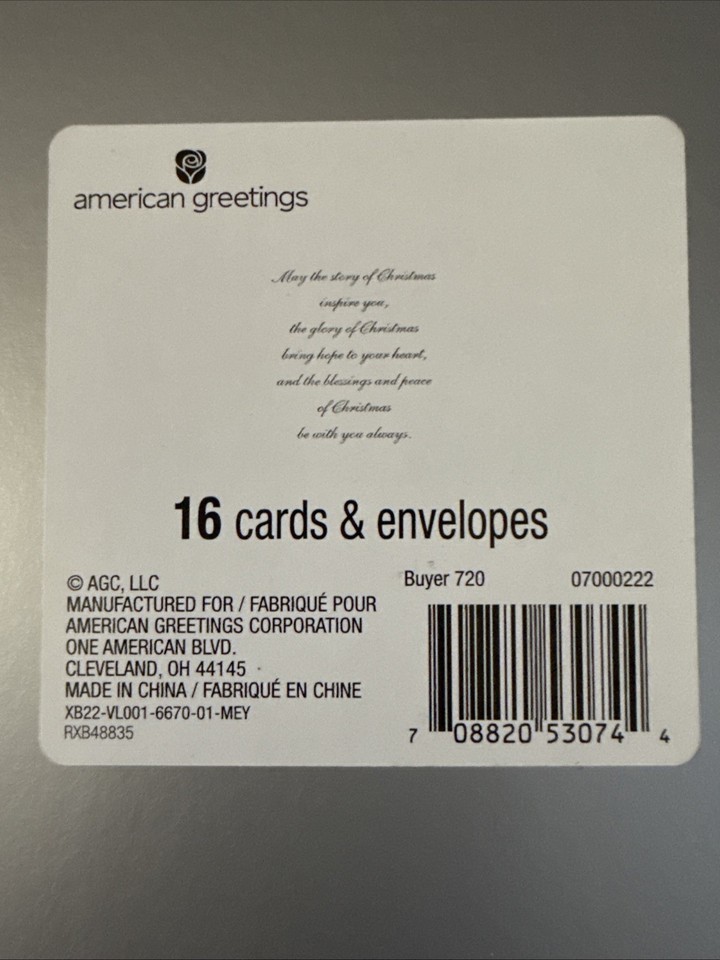 american greetings
May the story of Christmas
inspire you,
the glory of Christmas
bring hope to your heart,
and the blessings and peace
of Christmas
be with you always.
16 cards & envelopes
© AGC, LLC
MANUFACTURED FOR / FABRIQUÉ POUR
AMERICAN GREETINGS CORPORATION
ONE AMERICAN BLVD.
CLEVELAND, OH 44145
MADE IN CHINA / FABRIQUÉ EN CHINE
XB22-VL001-6670-01-MEY
RXB48835
Buyer 720 07000222
7 08820 53074 4